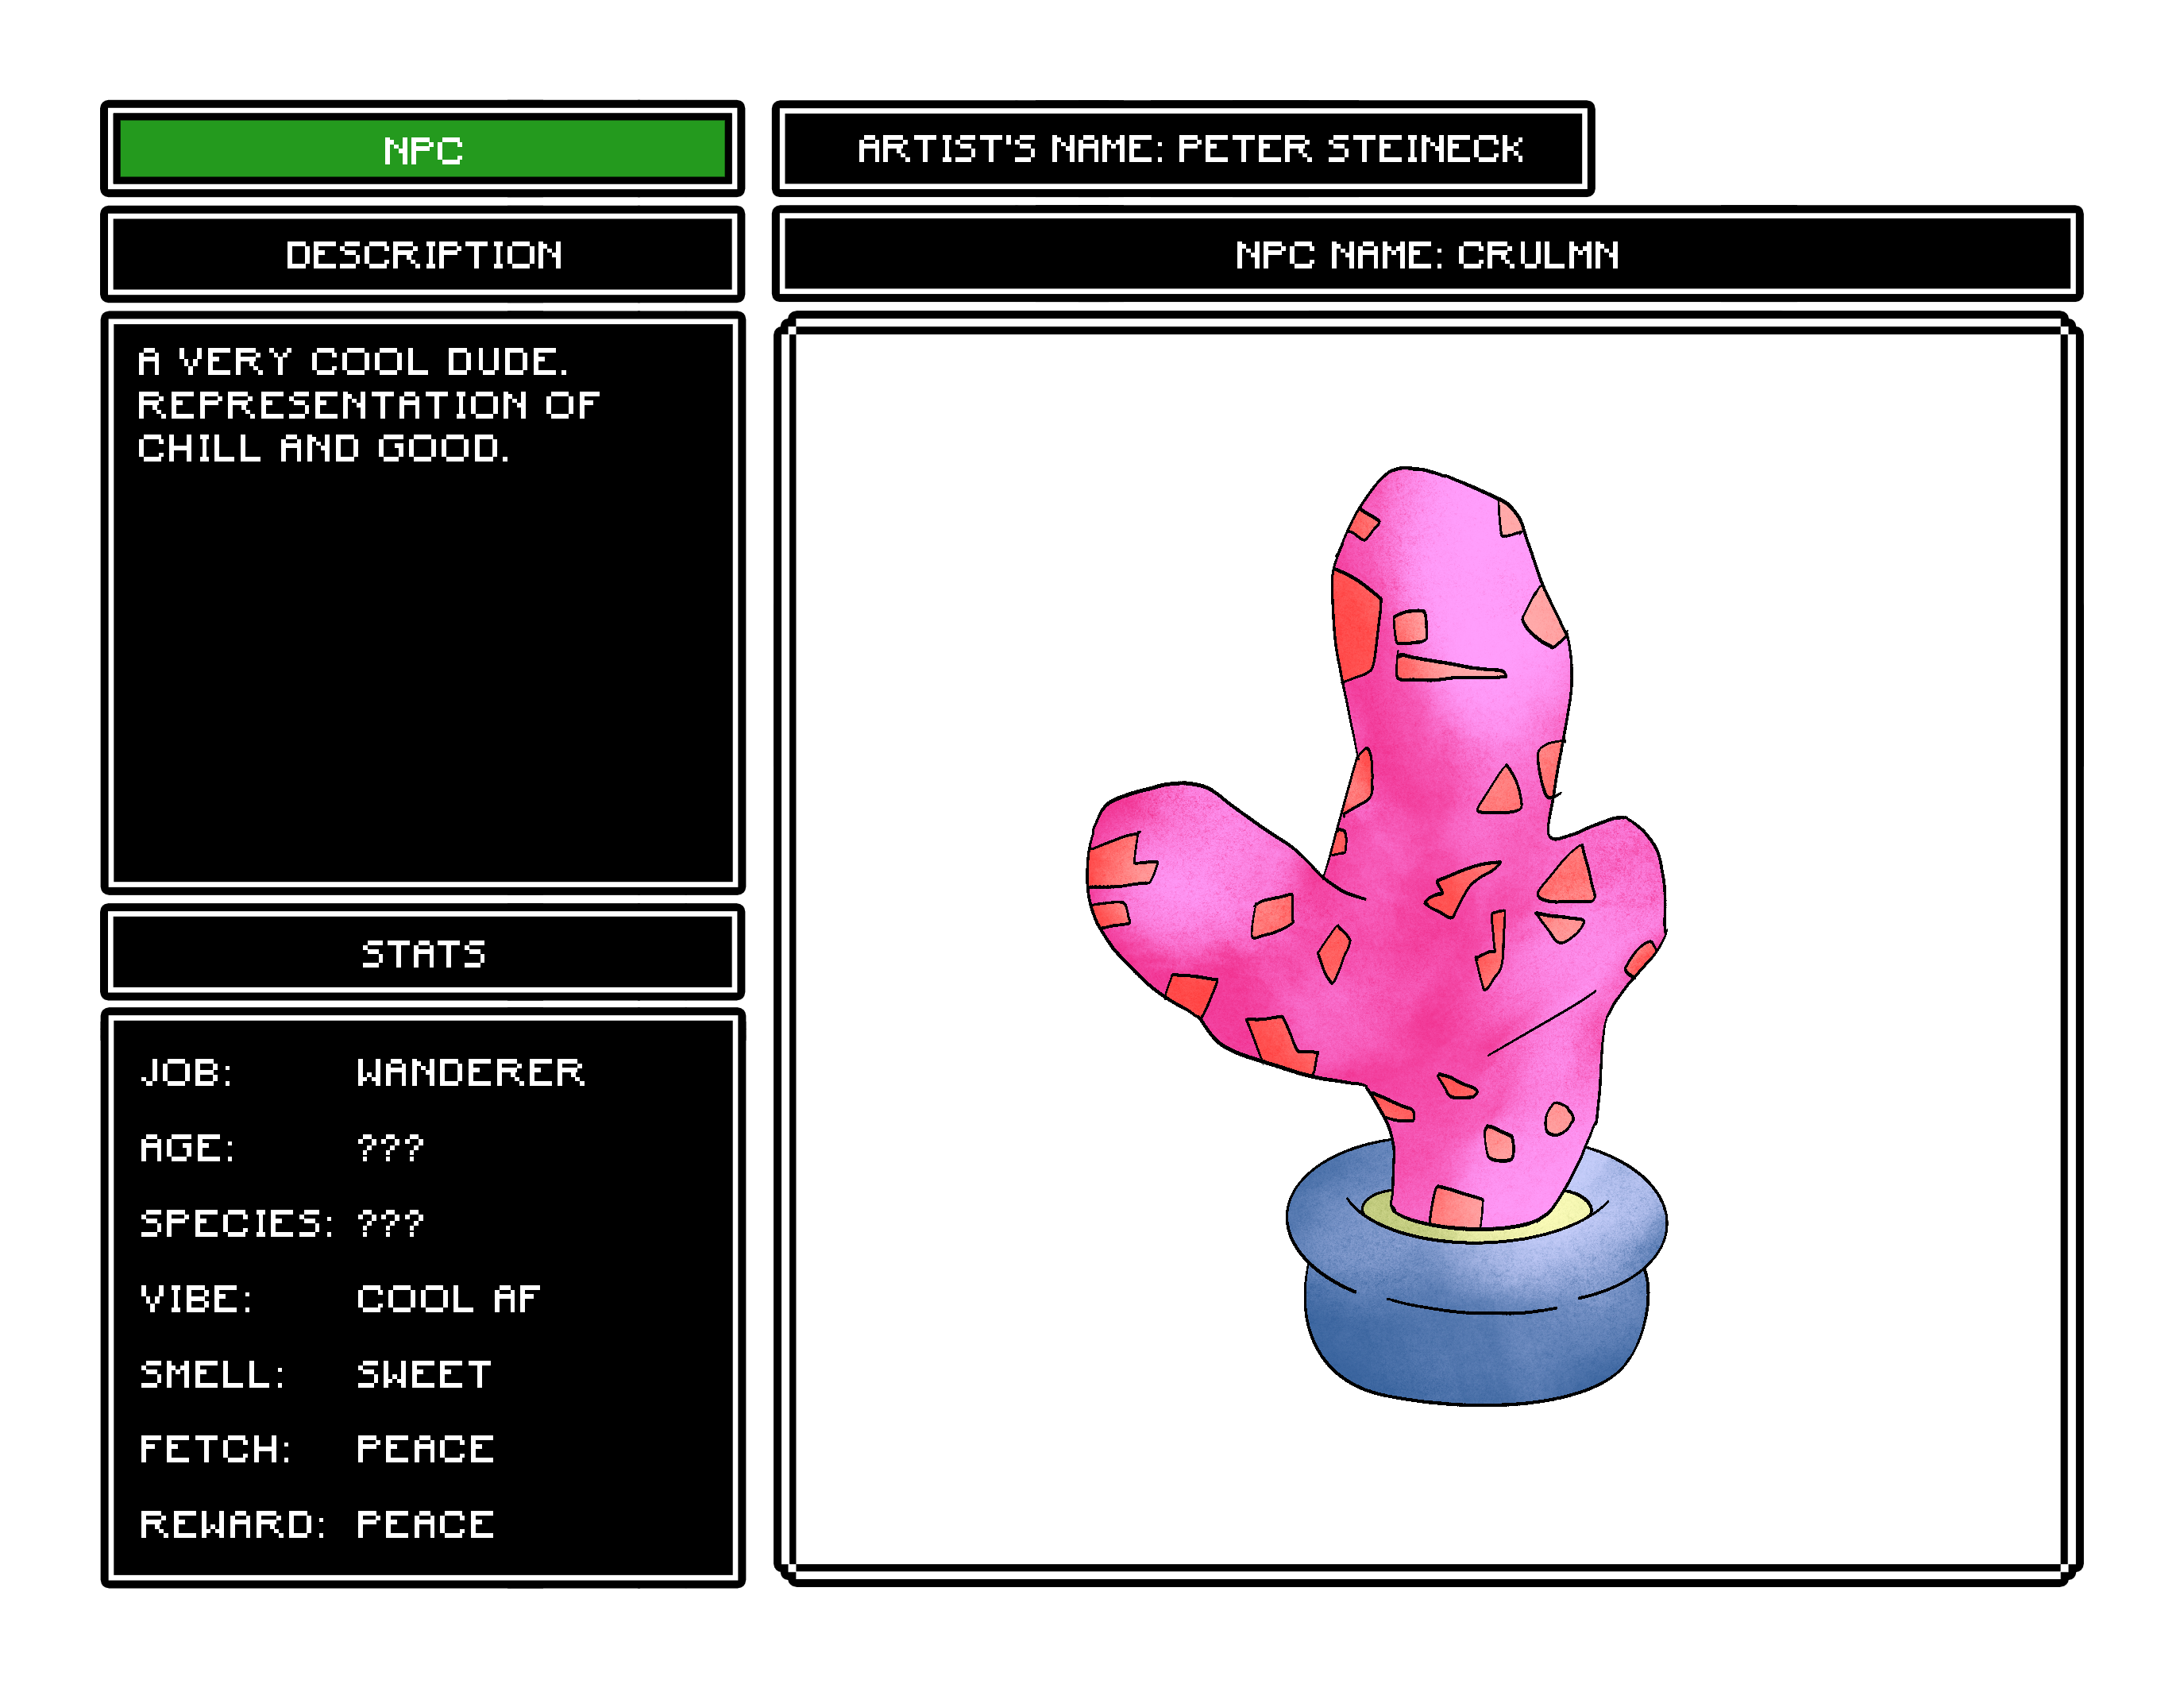 NPC
ARTIST'S NAME: PETER STEINECK
DESCRIPTION
NPC NAME: CRULMN
A VERY COOL DUDE.
REPRESENTATION OF
CHILL AND GOOD.
STATS
JOB: WANDERER
AGE: ???
SPECIES: ???
VIBE: COOL AF
SMELL: SWEET
FETCH: PEACE
REWARD: PEACE